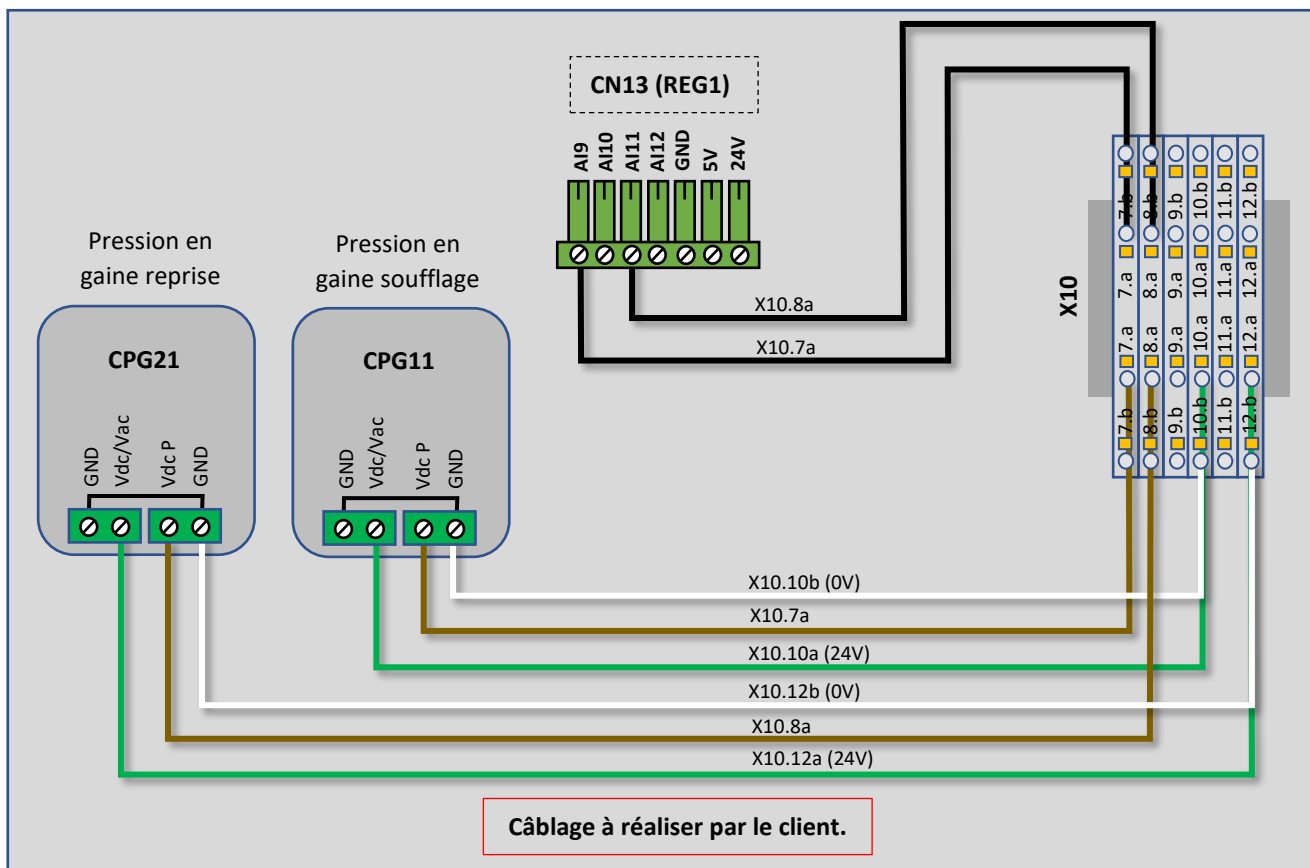 CN13 (REG1)
AI9
AI10
AI11
AI12
GND
5V
24V
Pression en
gaine reprise
Pression en
gaine soufflage
CPG21
CPG11
GND
Vdc/Vac
Vdc P
GND
GND
Vdc/Vac
Vdc P
GND
X10
7.b
8.b
9.b
10.b
11.b
12.b
7.a
8.a
9.a
10.a
11.a
12.a
7.a
8.a
9.a
10.a
11.a
12.a
7.b
8.b
9.b
10.b
11.b
12.b
X10.8a
X10.7a
X10.10b (0V)
X10.7a
X10.10a (24V)
X10.12b (0V)
X10.8a
X10.12a (24V)
Câblage à réaliser par le client.